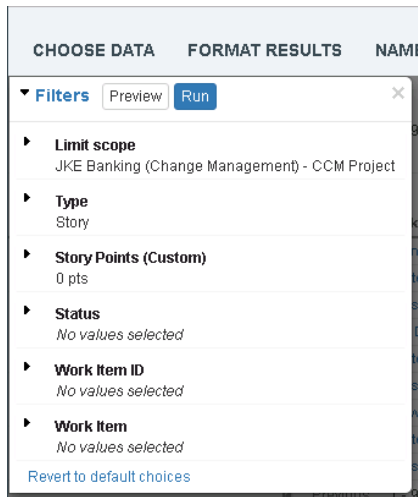 CHOOSE DATA FORMAT RESULTS NAM
Filters Preview Run ×
Limit scope
JKE Banking (Change Management) - CCM Project
Type
Story
Story Points (Custom)
0 pts
Status
No values selected
Work Item ID
No values selected
Work Item
No values selected
Revert to default choices